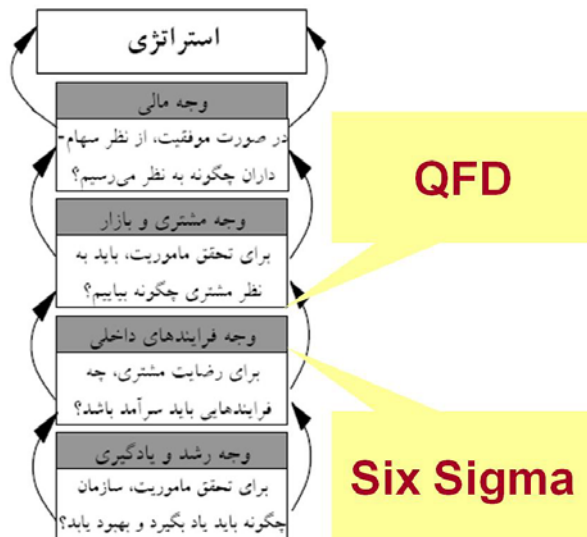 استراتژی
وجه مالی
در صورت موفقیت، از نظر سهام-
داران چگونه به نظر می‌رسیم؟
وجه مشتری و بازار
برای تحقق ماموریت، باید به
نظر مشتری چگونه بیاییم؟
وجه فرایندهای داخلی
برای رضایت مشتری، چه
فرایندهایی باید سرآمد باشد؟
وجه رشد و یادگیری
برای تحقق ماموریت، سازمان
چگونه باید یاد بگیرد و بهبود یابد؟
QFD
Six Sigma